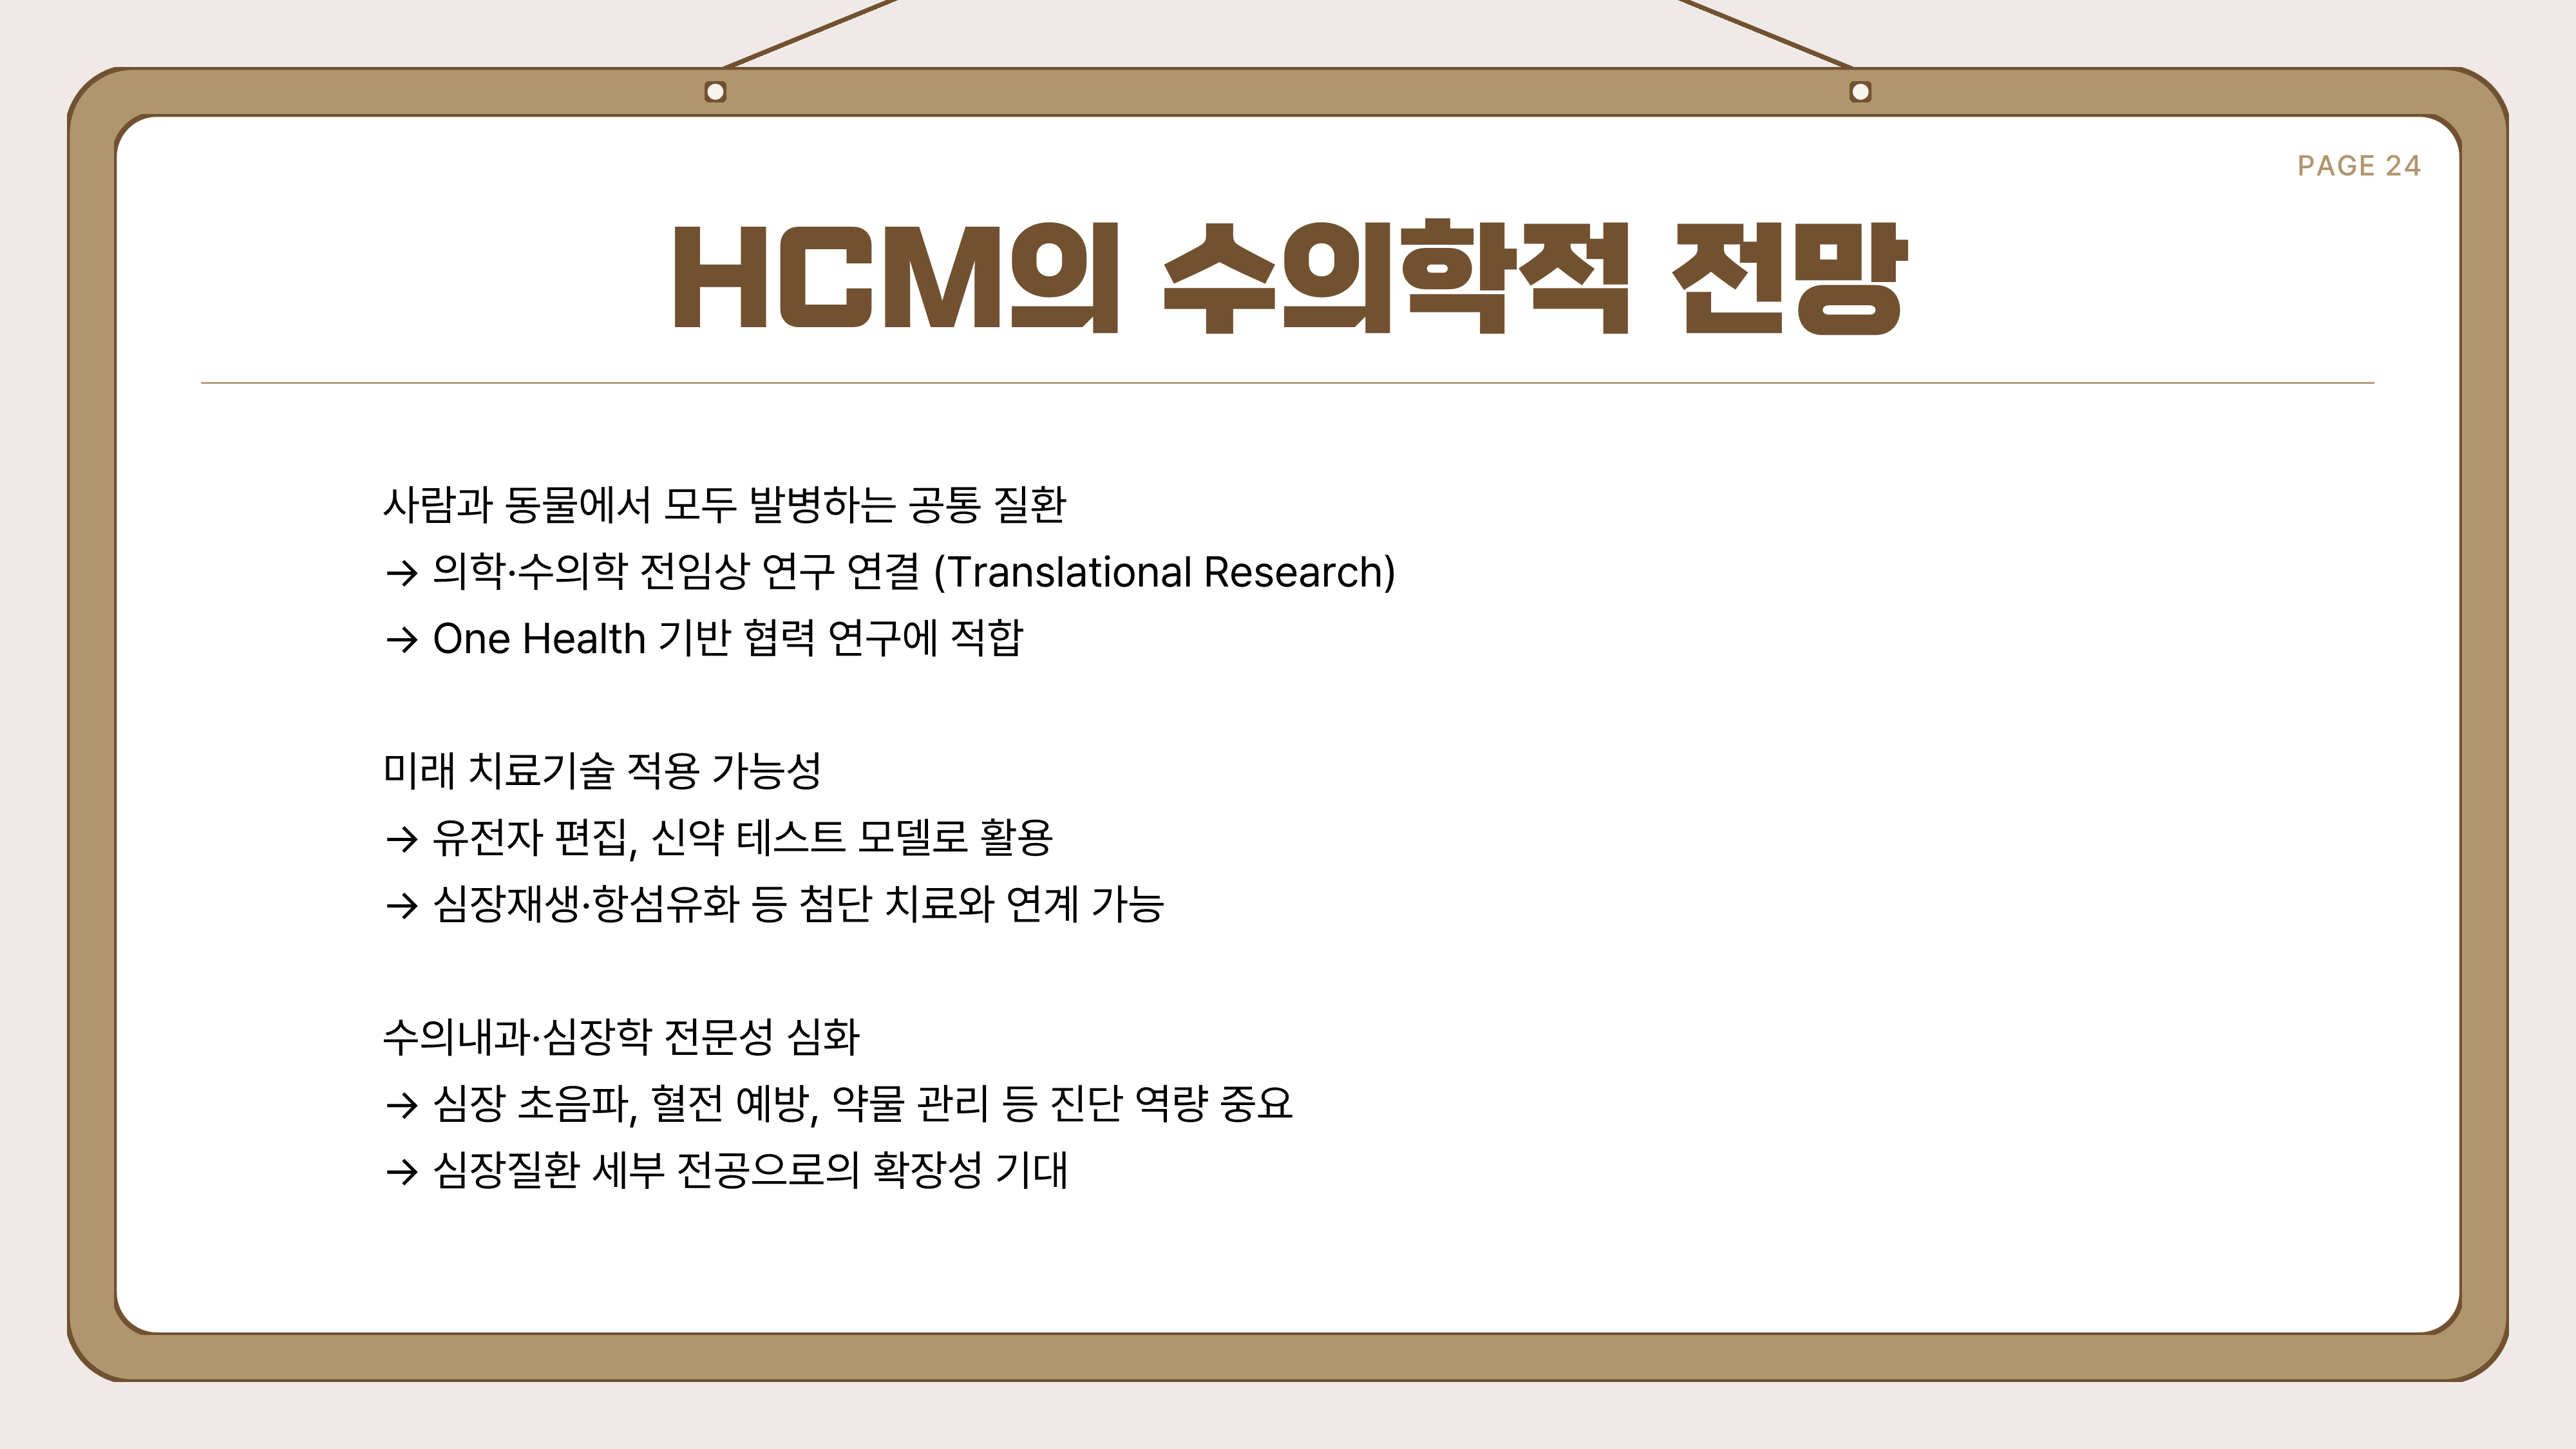 PAGE 24
HCM의 수의학적 전망
사람과 동물에서 모두 발병하는 공통 질환
→ 의학·수의학 전임상 연구 연결 (Translational Research)
→ One Health 기반 협력 연구에 적합
미래 치료기술 적용 가능성
→ 유전자 편집, 신약 테스트 모델로 활용
→ 심장재생·항섬유화 등 첨단 치료와 연계 가능
수의내과·심장학 전문성 심화
→ 심장 초음파, 혈전 예방, 약물 관리 등 진단 역량 중요
→ 심장질환 세부 전공으로의 확장성 기대